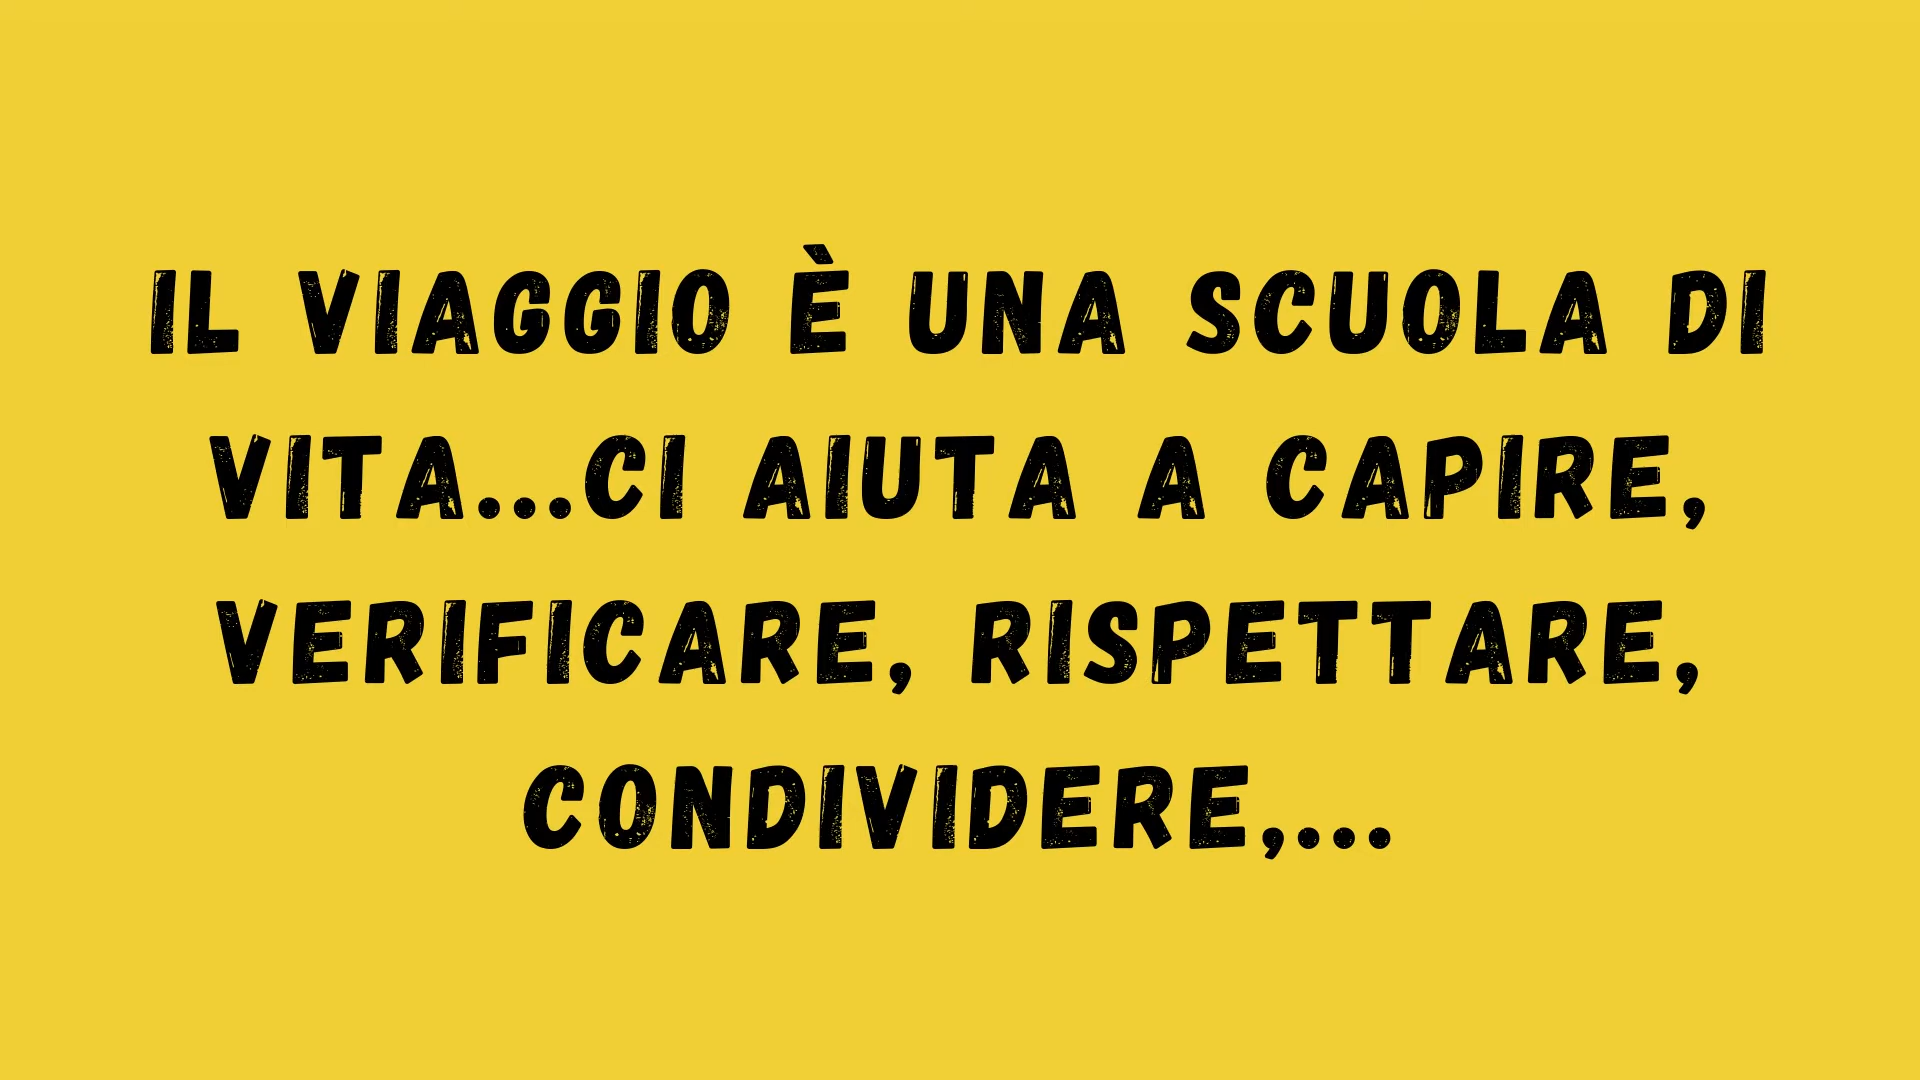 IL VIAGGIO È UNA SCUOLA DI
VITA...CI AIUTA A CAPIRE,
VERIFICARE, RISPETTARE,
CONDIVIDERE,...